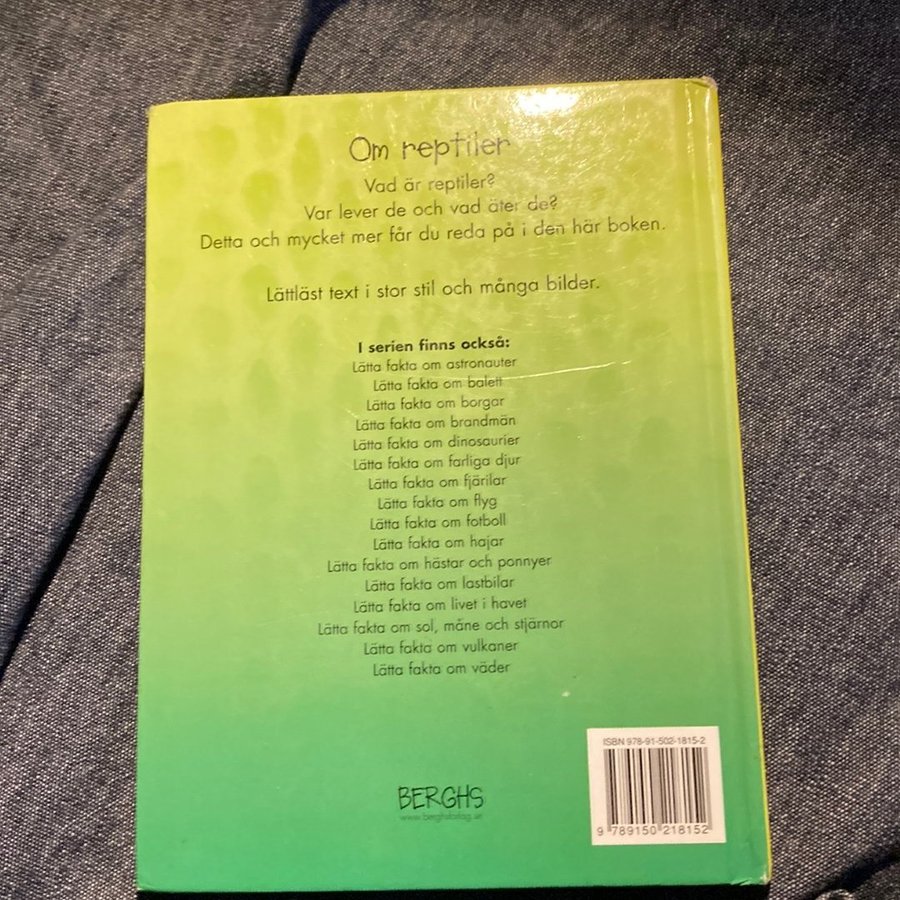 Om reptiler
Vad är reptiler?
Var lever de och vad äter de?
Detta och mycket mer får du reda på i den här boken.
Lättläst text i stor stil och många bilder.
I serien finns också:
Lätta fakta om astronauter
Lätta fakta om balett
Lätta fakta om borgar
Lätta fakta om brandmän
Lätta fakta om dinosaurier
Lätta fakta om farliga djur
Lätta fakta om fjärilar
Lätta fakta om flyg
Lätta fakta om fotboll
Lätta fakta om hajar
Lätta fakta om hästar och ponnyer
Lätta fakta om lastbilar
Lätta fakta om livet i havet
Lätta fakta om sol, måne och stjärnor
Lätta fakta om vulkaner
Lätta fakta om väder
ISBN 978-91-502-1815-2
BERGHS
www.berghsforlag.se
9 789150 218152